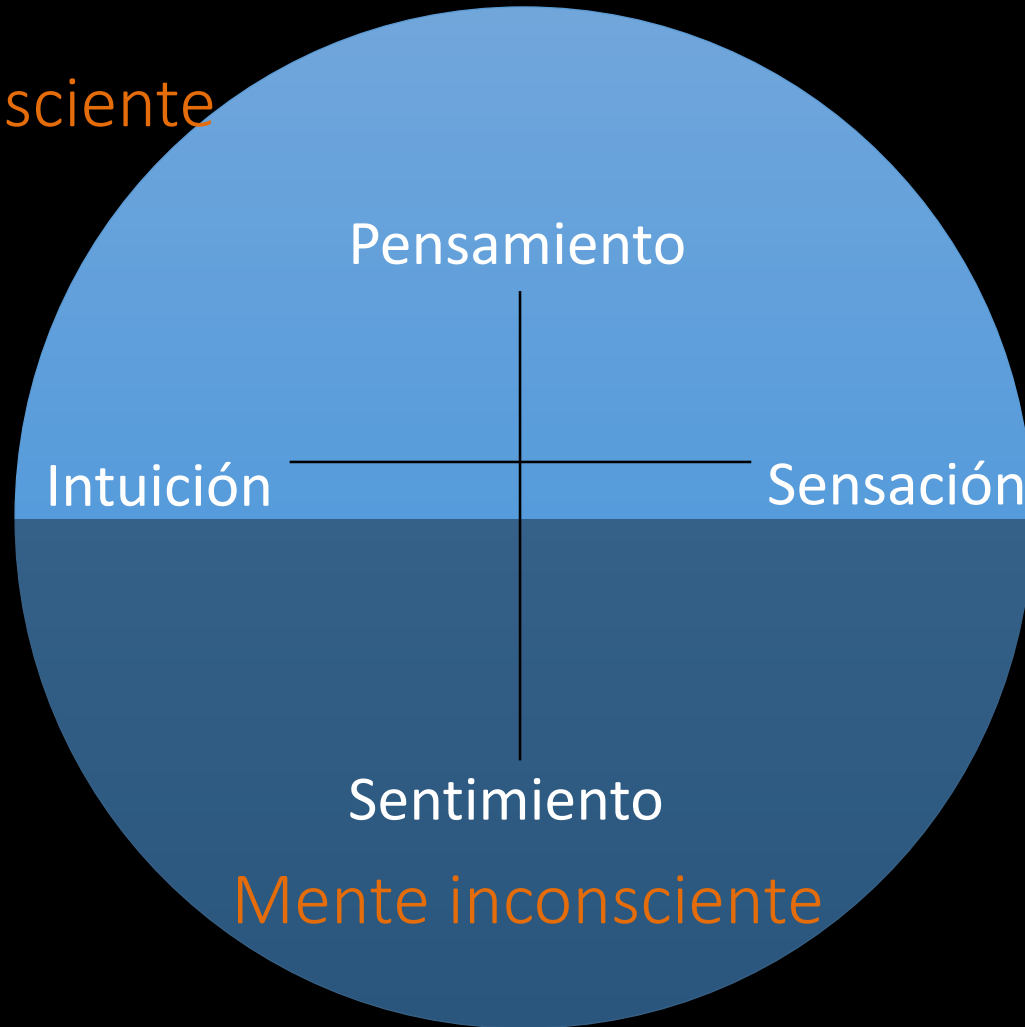 sciente
Pensamiento
Intuición Sensación
Sentimiento
Mente inconsciente